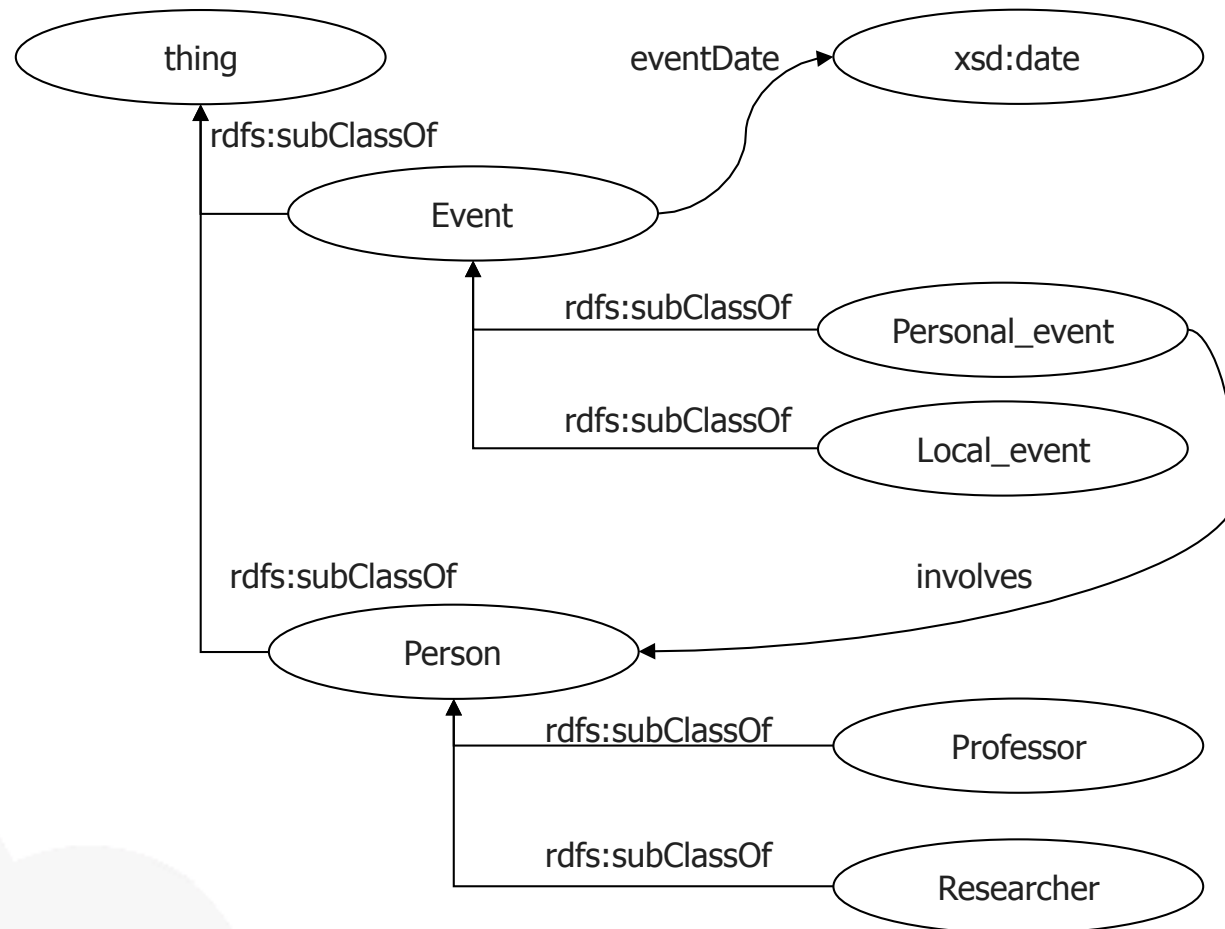 thing
eventDate
xsd:date
rdfs:subClassOf
Event
rdfs:subClassOf
Personal_event
rdfs:subClassOf
Local_event
rdfs:subClassOf
involves
Person
rdfs:subClassOf
Professor
rdfs:subClassOf
Researcher